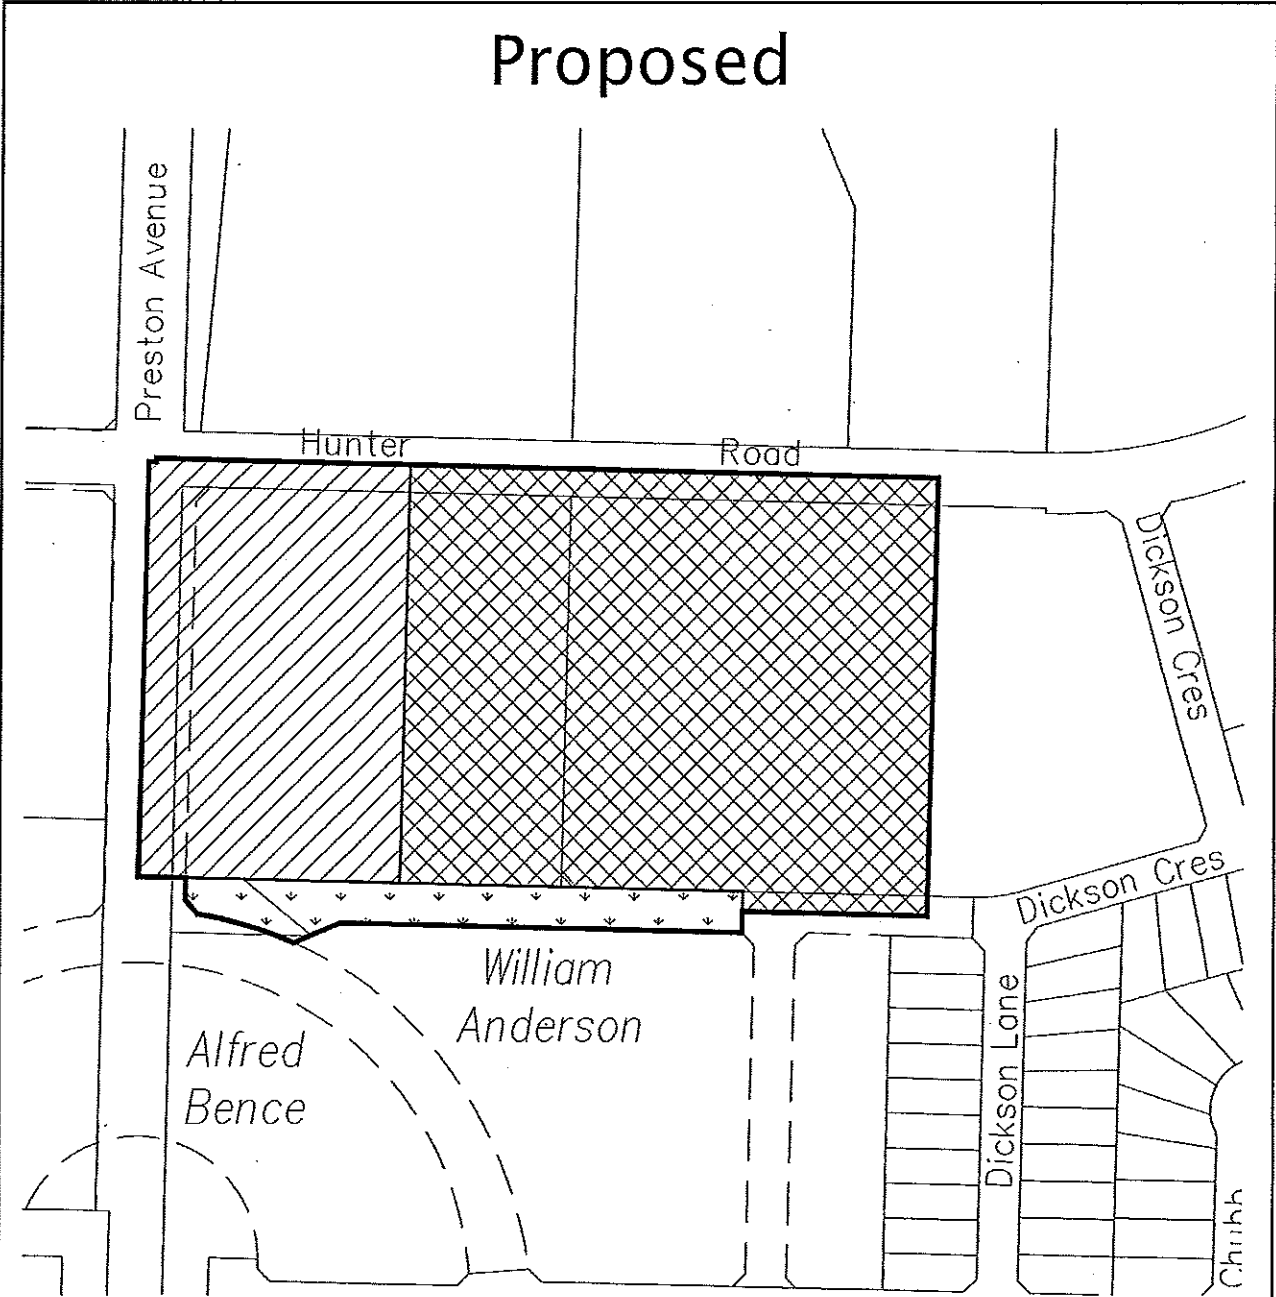 Proposed
Preston Avenue
Hunter Road
Dickson Cres
Dickson Cres
William
Anderson
Alfred
Bence
Dickson Lane